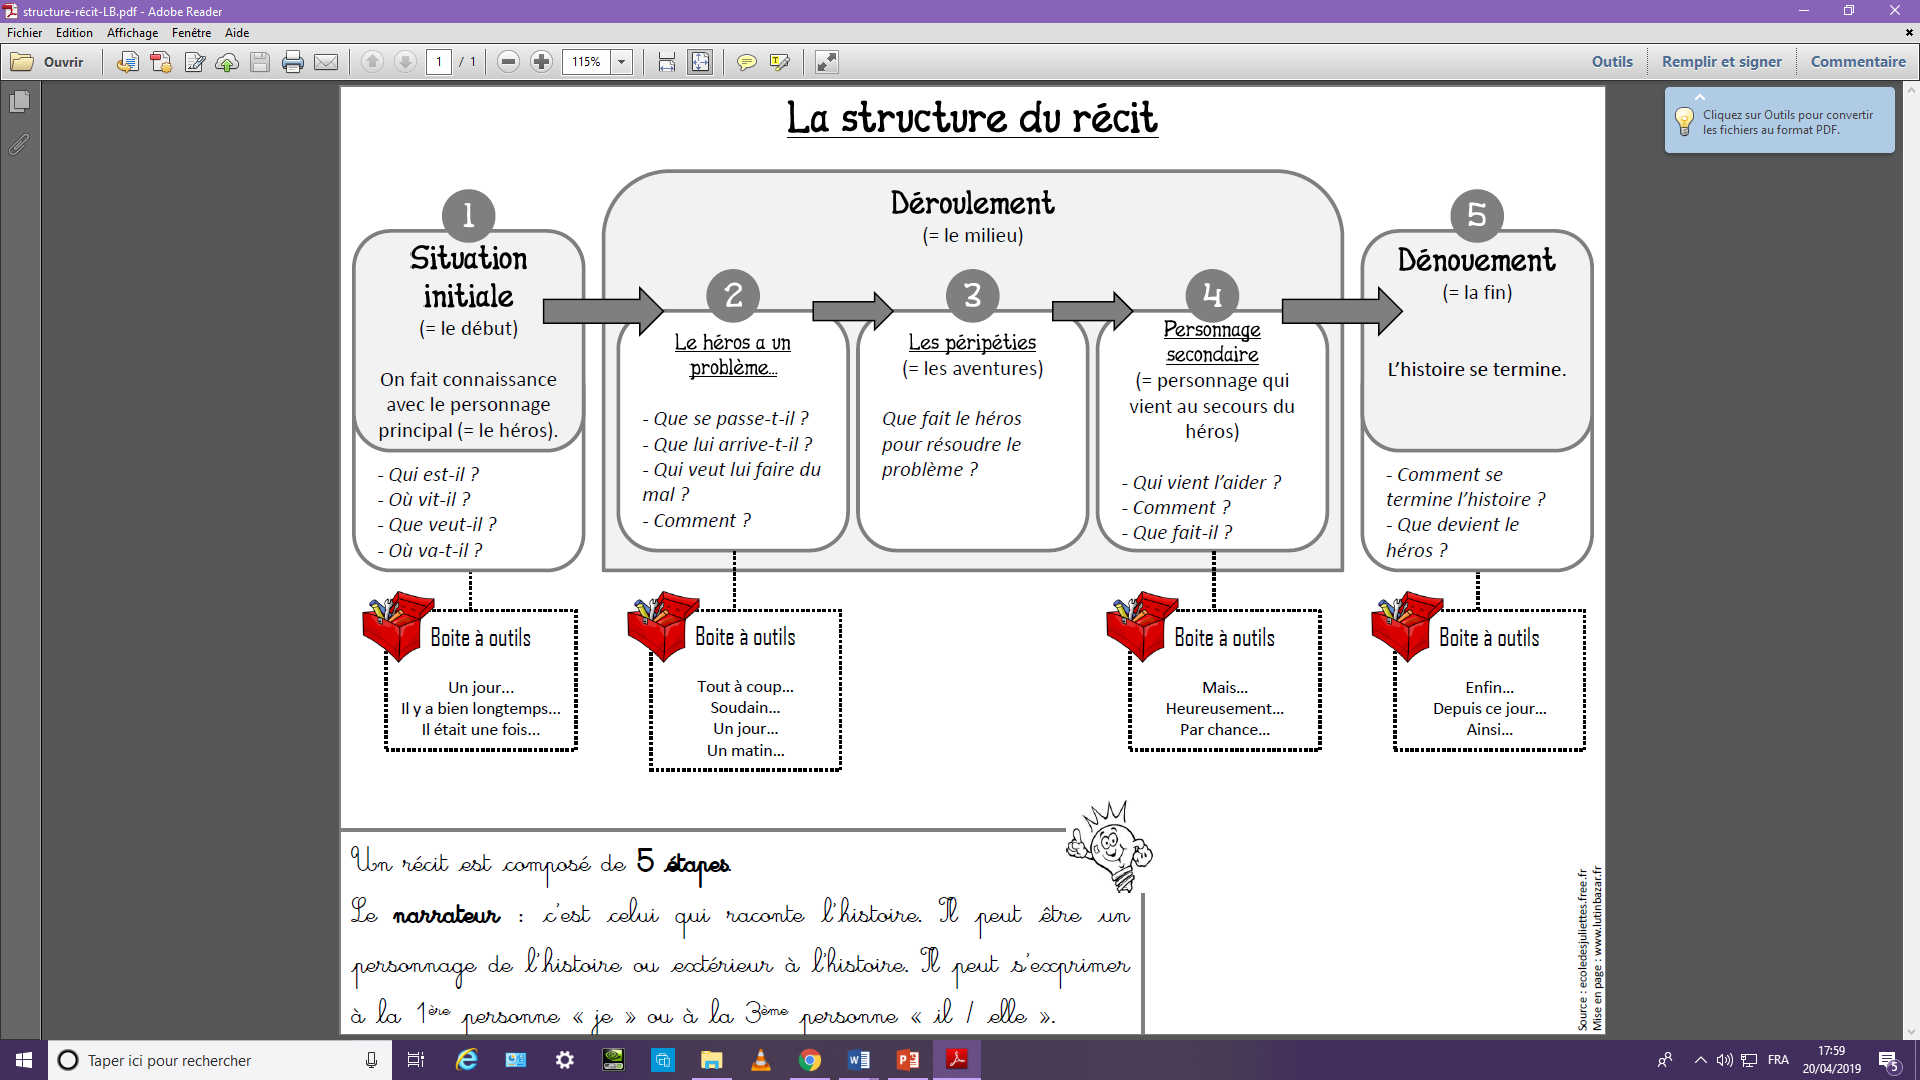 structure-récit-LB.pdf - Adobe Reader
Fichier Edition Affichage Fenêtre Aide
Ouvrir
1 / 1
115%
Outils
Remplir et signer
Commentaire
Cliquez sur Outils pour convertir
les fichiers au format PDF.
La structure du récit
1
Situation
initiale
(= le début)
On fait connaissance
avec le personnage
principal (= le héros).
- Qui est-il ?
- Où vit-il ?
- Que veut-il ?
- Où va-t-il ?
Boite à outils
Un jour...
Il y a bien longtemps...
Il était une fois...
Déroulement
(= le milieu)
2
Le héros a un
problème...
- Que se passe-t-il ?
- Que lui arrive-t-il ?
- Qui veut lui faire du
mal ?
- Comment ?
Boite à outils
Tout à coup...
Soudain...
Un jour...
Un matin...
3
Les péripéties
(= les aventures)
Que fait le héros
pour résoudre le
problème ?
4
Personnage
secondaire
(= personnage qui
vient au secours du
héros)
- Qui vient l'aider ?
- Comment ?
- Que fait-il ?
Boite à outils
Mais...
Heureusement...
Par chance...
5
Dénouement
(= la fin)
L'histoire se termine.
- Comment se
termine l'histoire ?
- Que devient le
héros ?
Boite à outils
Enfin...
Depuis ce jour...
Ainsi...
Un récit est composé de 5 étapes.
Le narrateur : c'est celui qui raconte l'histoire. Il peut être un
personnage de l'histoire ou extérieur à l'histoire. Il peut s'exprimer
à la 1ère personne « je » ou à la 3ème personne « il / elle ».
Source : ecoledesjuliettes.free.fr
Mise en page : www.lutinbazar.fr
Taper ici pour rechercher
FRA
17:59
20/04/2019
5